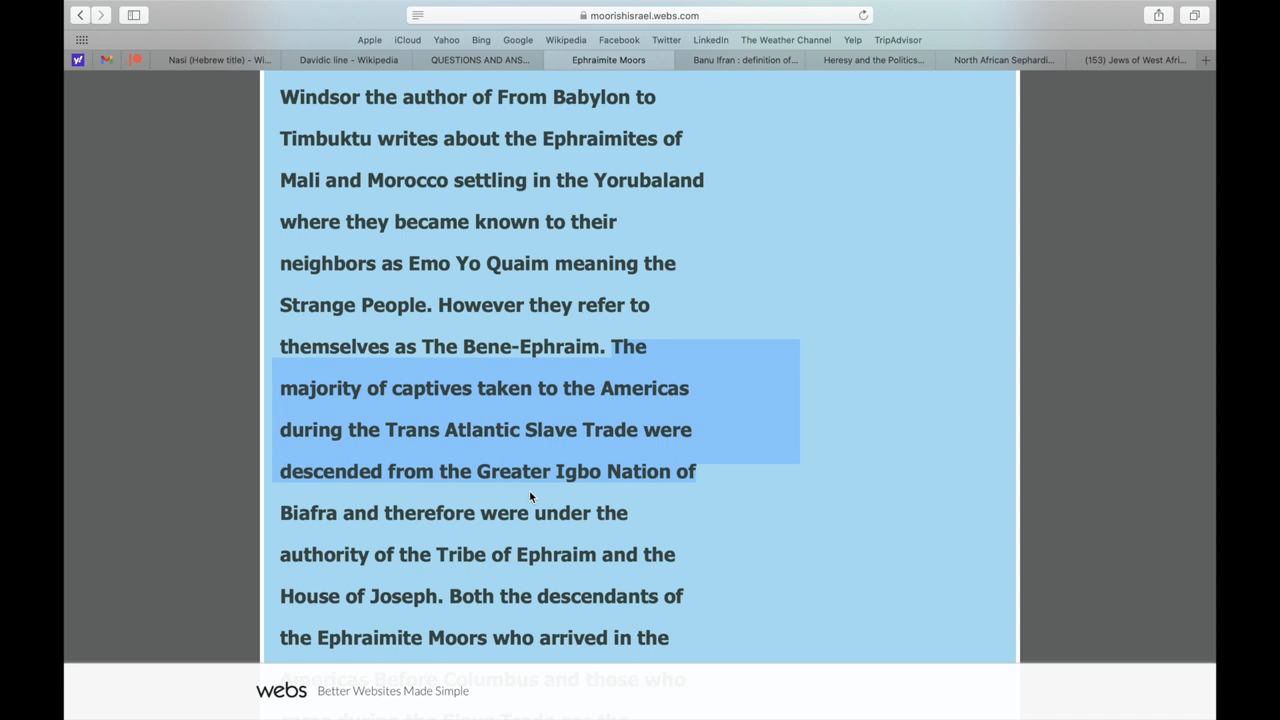 moorishisrael.webs.com
Apple iCloud Yahoo Bing Google Wikipedia Facebook Twitter LinkedIn The Weather Channel Yelp TripAdvisor
Nasi (Hebrew title) - Wi... Davidic line - Wikipedia QUESTIONS AND ANS... Ephraimite Moors Banu Ifran : definition of... Heresy and the Politics... North African Sephardi... (153) Jews of West Afri...
Windsor the author of From Babylon to
Timbuktu writes about the Ephraimites of
Mali and Morocco settling in the Yorubaland
where they became known to their
neighbors as Emo Yo Quaim meaning the
Strange People. However they refer to
themselves as The Bene-Ephraim. The
majority of captives taken to the Americas
during the Trans Atlantic Slave Trade were
descended from the Greater Igbo Nation of
Biafra and therefore were under the
authority of the Tribe of Ephraim and the
House of Joseph. Both the descendants of
the Ephraimite Moors who arrived in the
Americas Before Columbus and those who
webs Better Websites Made Simple